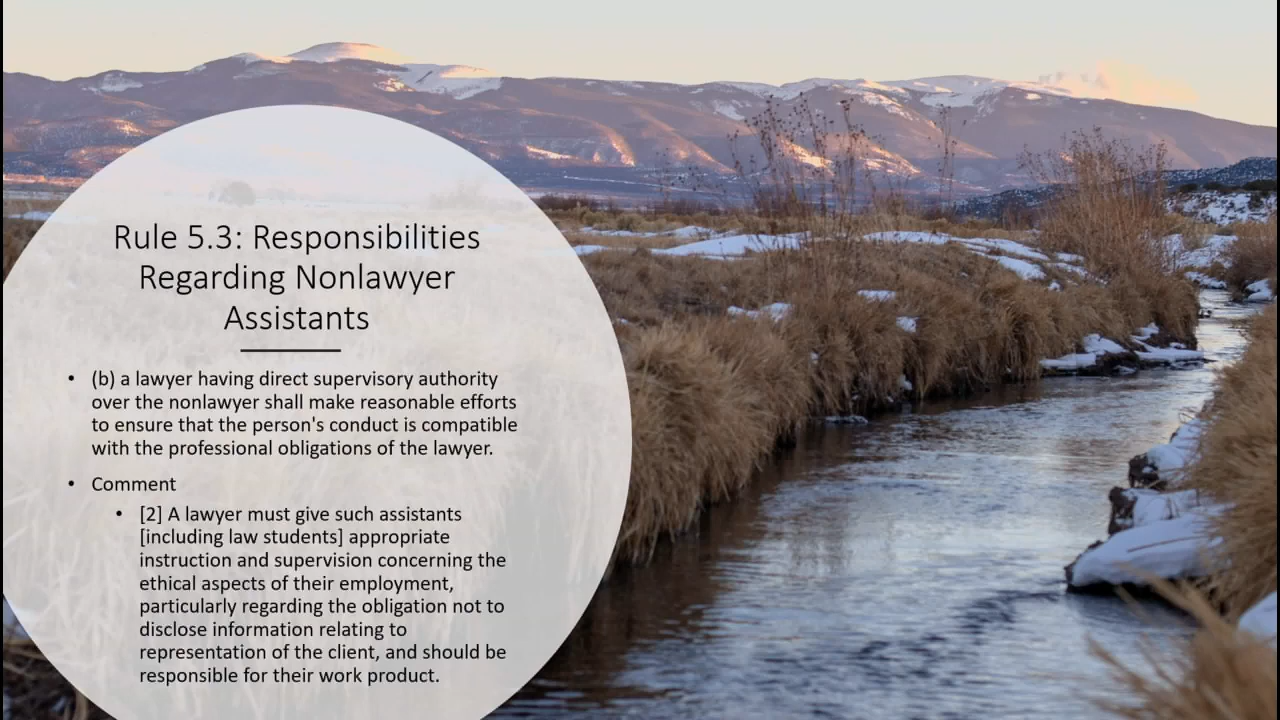 Rule 5.3: Responsibilities
Regarding Nonlawyer
Assistants
• (b) a lawyer having direct supervisory authority
over the nonlawyer shall make reasonable efforts
to ensure that the person's conduct is compatible
with the professional obligations of the lawyer.
• Comment
• [2] A lawyer must give such assistants
[including law students] appropriate
instruction and supervision concerning the
ethical aspects of their employment,
particularly regarding the obligation not to
disclose information relating to
representation of the client, and should be
responsible for their work product.